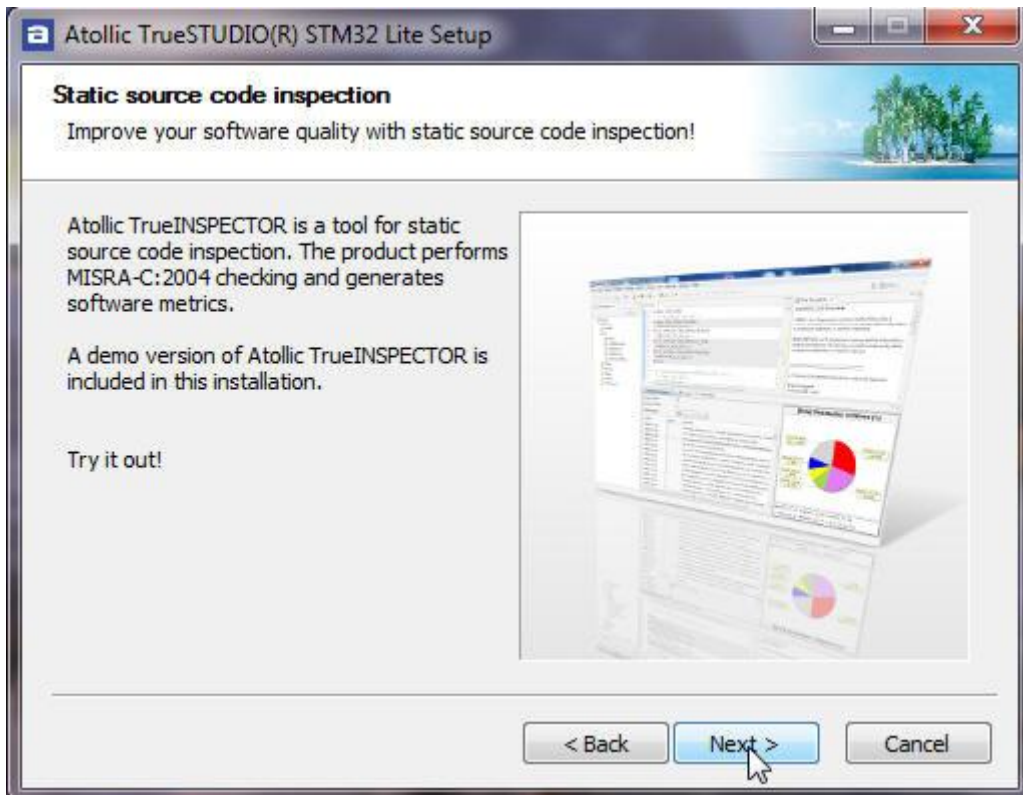 Atollic TrueSTUDIO(R) STM32 Lite Setup
Static source code inspection
Improve your software quality with static source code inspection!
Atollic TrueINSPECTOR is a tool for static
source code inspection. The product performs
MISRA-C:2004 checking and generates
software metrics.
A demo version of Atollic TrueINSPECTOR is
included in this installation.
Try it out!
< Back
Next >
Cancel